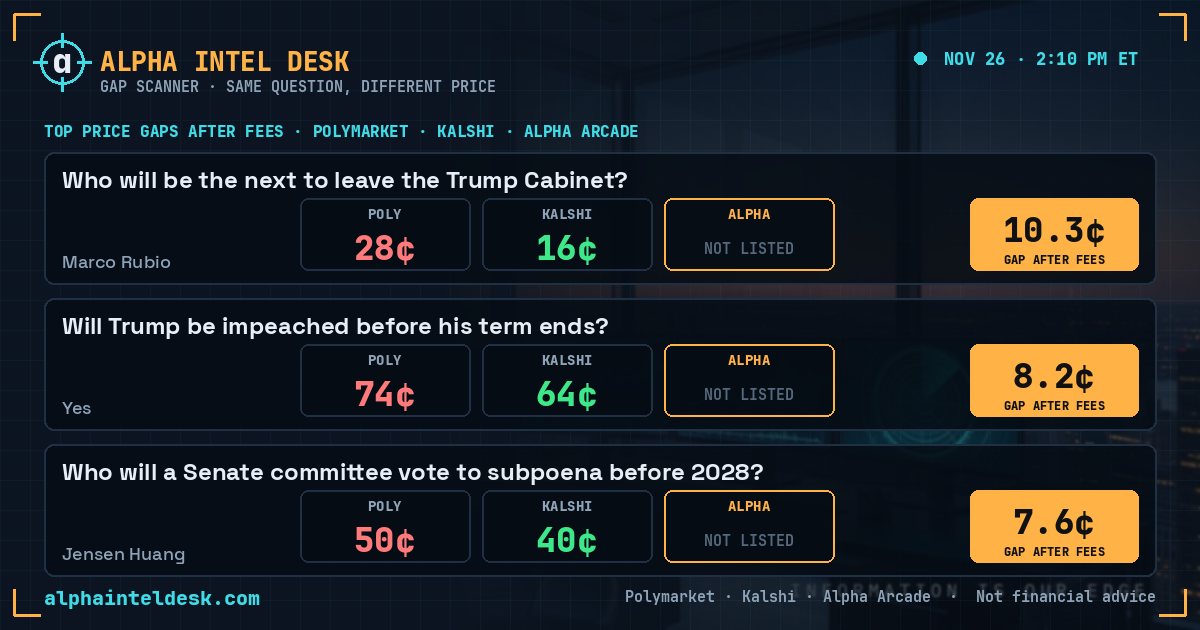 α ALPHA INTEL DESK
GAP SCANNER · SAME QUESTION, DIFFERENT PRICE
NOV 26 · 2:10 PM ET
TOP PRICE GAPS AFTER FEES · POLYMARKET · KALSHI · ALPHA ARCADE
Who will be the next to leave the Trump Cabinet?
Marco Rubio
POLY
28¢
KALSHI
16¢
ALPHA
NOT LISTED
10.3¢
GAP AFTER FEES
Will Trump be impeached before his term ends?
Yes
POLY
74¢
KALSHI
64¢
ALPHA
NOT LISTED
8.2¢
GAP AFTER FEES
Who will a Senate committee vote to subpoena before 2028?
Jensen Huang
POLY
50¢
KALSHI
40¢
ALPHA
NOT LISTED
7.6¢
GAP AFTER FEES
INFORMATION IS OUR EDGE
alphainteldesk.com
Polymarket · Kalshi · Alpha Arcade · Not financial advice